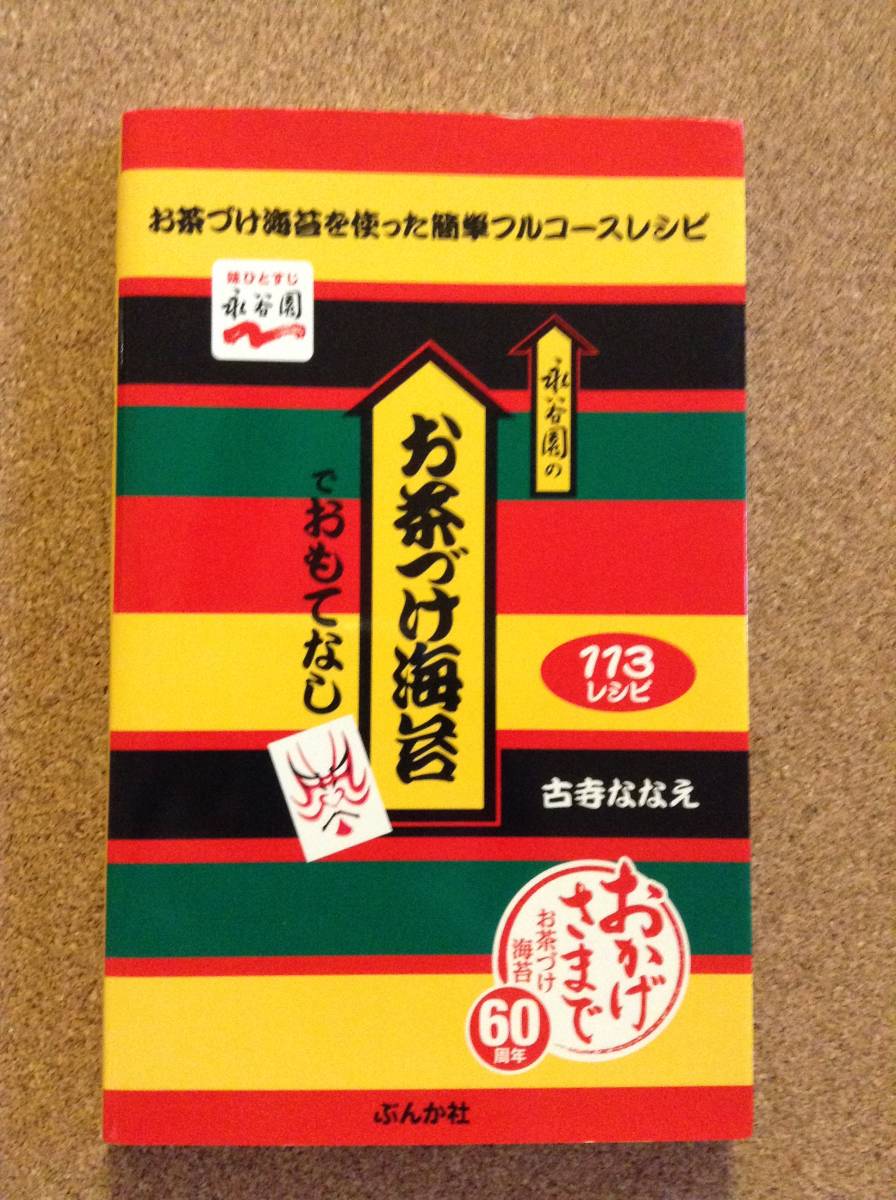 お茶づけ海苔を使った簡単フルコースレシピ
味ひとすじ
永谷園
永谷園の
お茶づけ海苔
でおもてなし
113
レシピ
古寺ななえ
おかげ
さまで
お茶づけ
海苔
60
周年
ぶんか社